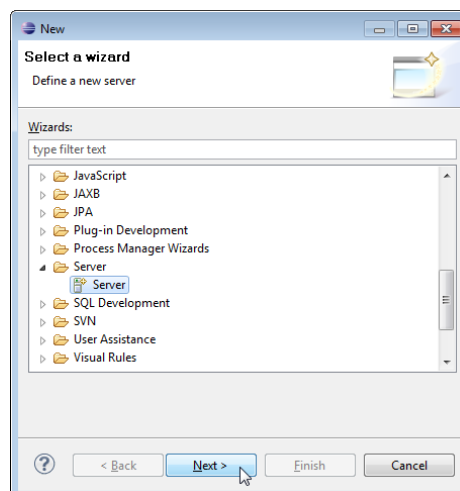 New
Select a wizard
Define a new server
Wizards:
type filter text
JavaScript
JAXB
JPA
Plug-in Development
Process Manager Wizards
Server
Server
SQL Development
SVN
User Assistance
Visual Rules
? < Back Next > Finish Cancel